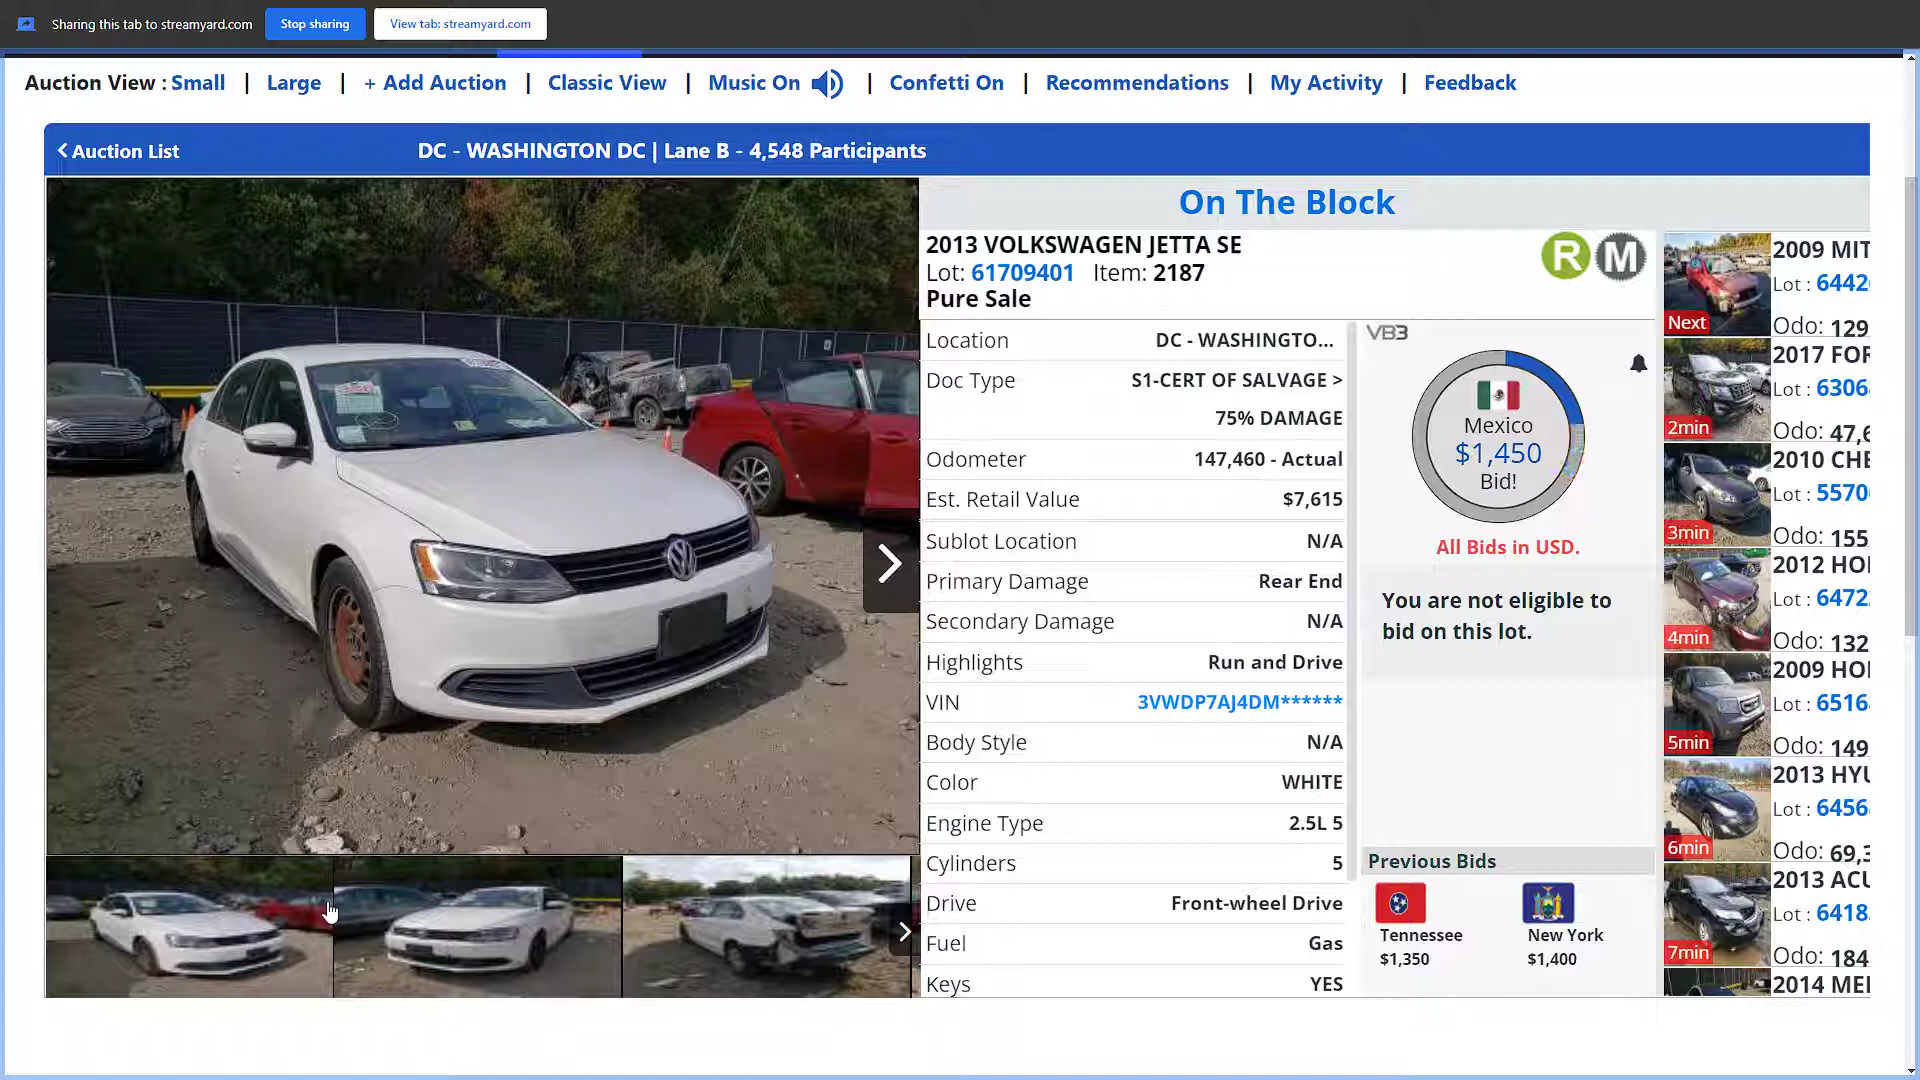 Sharing this tab to streamyard.com
Stop sharing
View tab: streamyard.com
Auction View : Small | Large | + Add Auction | Classic View | Music On | Confetti On | Recommendations | My Activity | Feedback
Auction List
DC - WASHINGTON DC | Lane B - 4,548 Participants
On The Block
2013 VOLKSWAGEN JETTA SE
Lot: 61709401 Item: 2187
Pure Sale
R M
Location DC - WASHINGTO...
Doc Type S1-CERT OF SALVAGE >
75% DAMAGE
Odometer 147,460 - Actual
Est. Retail Value $7,615
Sublot Location N/A
Primary Damage Rear End
Secondary Damage N/A
Highlights Run and Drive
VIN 3VWDP7AJ4DM******
Body Style N/A
Color WHITE
Engine Type 2.5L 5
Cylinders 5
Drive Front-wheel Drive
Fuel Gas
Keys YES
VB3
Mexico
$1,450
Bid!
All Bids in USD.
You are not eligible to
bid on this lot.
Previous Bids
Tennessee
$1,350
New York
$1,400
2009 MIT
Lot : 6442
Next
Odo: 129
2017 FOR
Lot : 6306
2min
Odo: 47,6
2010 CHE
Lot : 5570
3min
Odo: 155
2012 HO
Lot : 6472
4min
Odo: 132
2009 HO
Lot : 6516
5min
Odo: 149
2013 HYU
Lot : 6456
6min
Odo: 69,3
2013 ACU
Lot : 6418
7min
Odo: 184
2014 ME